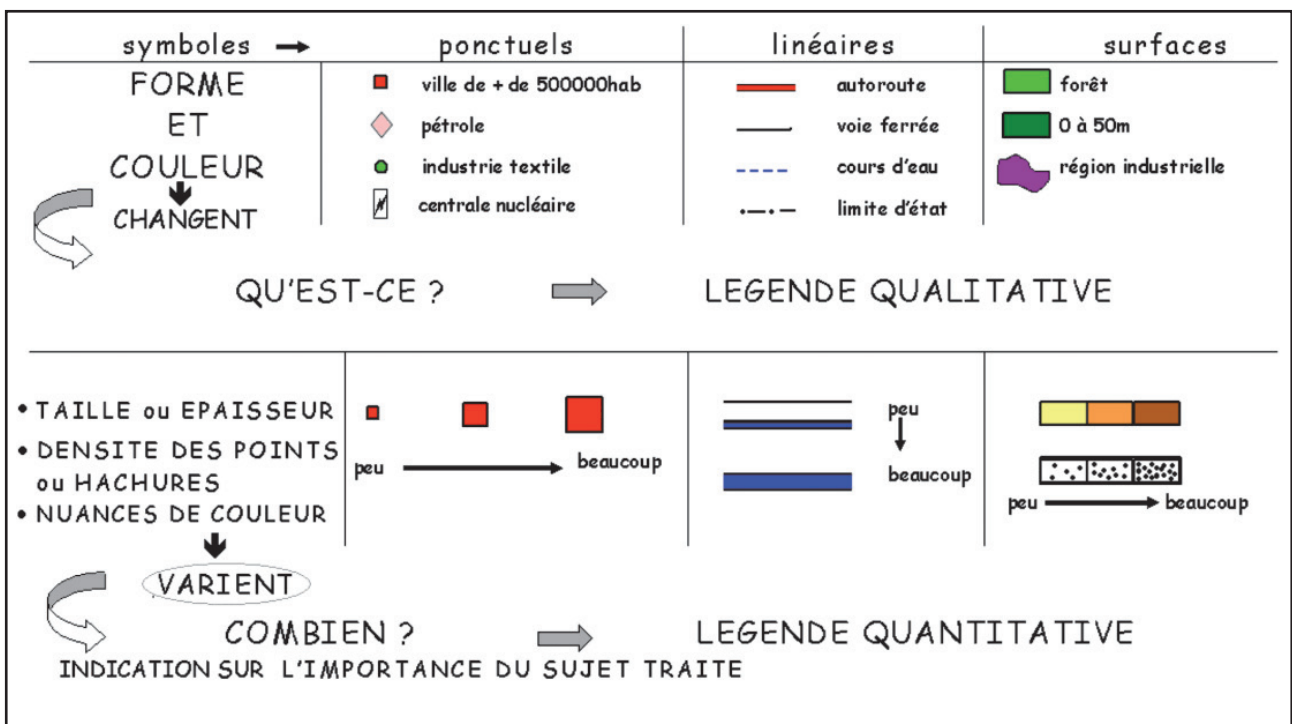 symboles → ponctuels linéaires surfaces
FORME
ET
COULEUR
CHANGENT
ville de + de 500000hab
pétrole
industrie textile
centrale nucléaire
autoroute
voie ferrée
cours d'eau
limite d'état
forêt
0 à 50m
région industrielle
QU'EST-CE ? LEGENDE QUALITATIVE
• TAILLE ou EPAISSEUR
• DENSITE DES POINTS
ou HACHURES
• NUANCES DE COULEUR
VARIENT
peu beaucoup
peu
beaucoup
peu beaucoup
COMBIEN ? LEGENDE QUANTITATIVE
INDICATION SUR L'IMPORTANCE DU SUJET TRAITE